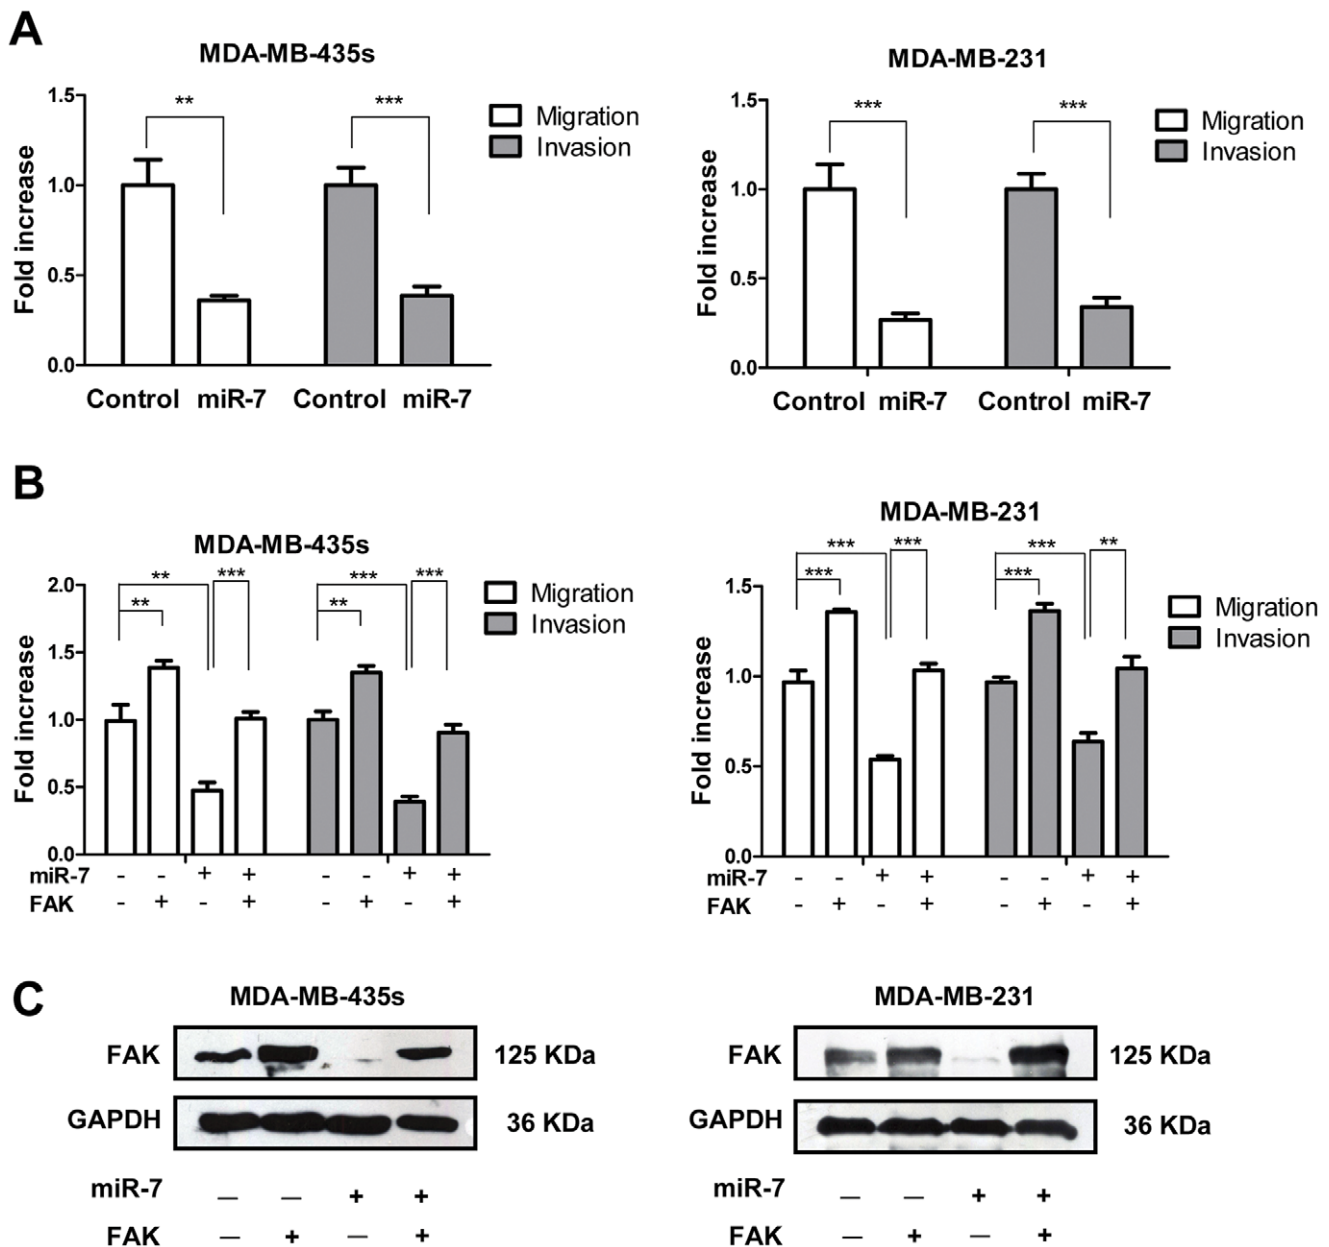 A
MDA-MB-435s
MDA-MB-231
** ***
*** ***
1.5
1.0
0.5
0.0
Fold increase
Migration
Invasion
Control miR-7 Control miR-7
1.5
1.0
0.5
0.0
Fold increase
Migration
Invasion
Control miR-7 Control miR-7
B
MDA-MB-435s
** *** *** ***
** **
2.0
1.5
1.0
0.5
0.0
Fold increase
Migration
Invasion
miR-7 - - + + - - + +
FAK - + - + - + - +
MDA-MB-231
*** *** *** **
*** ***
1.5
1.0
0.5
0.0
Fold increase
Migration
Invasion
miR-7 - - + + - - + +
FAK - + - + - + - +
C
MDA-MB-435s
FAK 125 KDa
GAPDH 36 KDa
miR-7 — — + +
FAK — + — +
MDA-MB-231
FAK 125 KDa
GAPDH 36 KDa
miR-7 — — + +
FAK — + — +